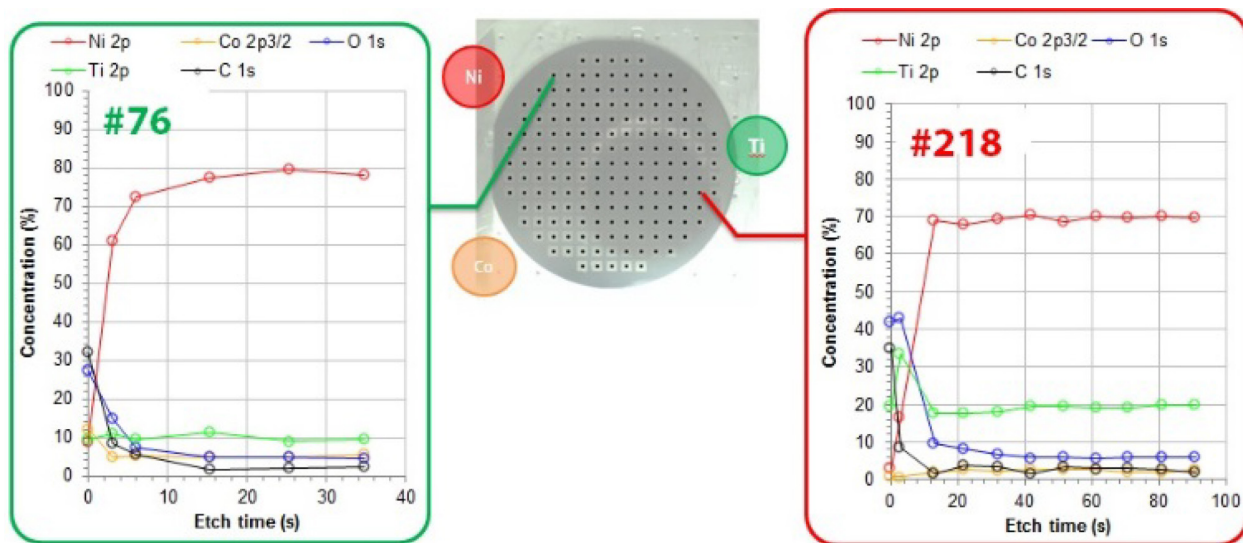 Ni 2p Co 2p3/2 O 1s
Ti 2p C 1s
#76
Concentration (%)
100
90
80
70
60
50
40
30
20
10
0
0 10 20 30 40
Etch time (s)
Ni
Ti
Co
Ni 2p Co 2p3/2 O 1s
Ti 2p C 1s
#218
Concentration (%)
100
90
80
70
60
50
40
30
20
10
0
0 20 40 60 80 100
Etch time (s)